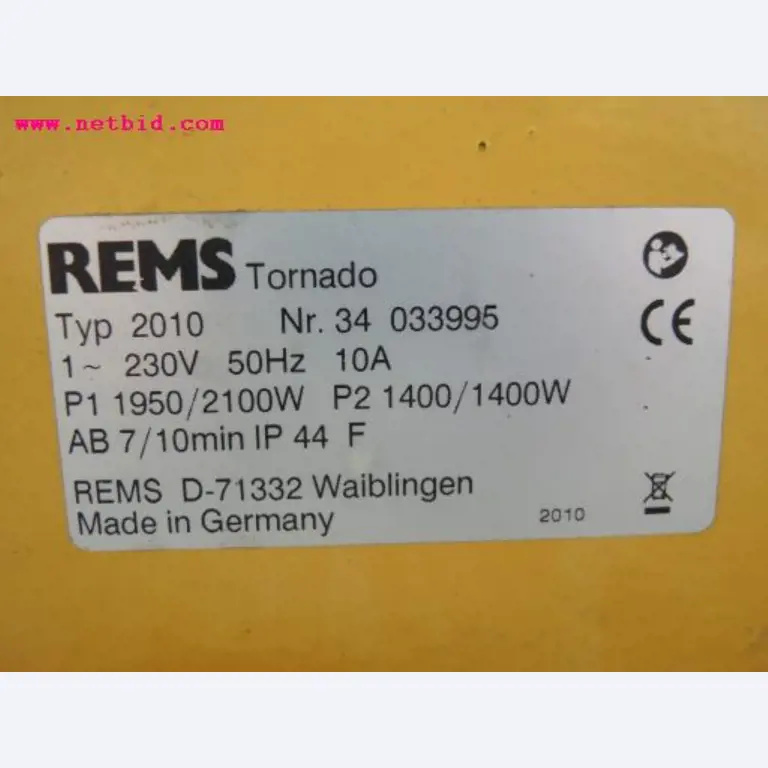 www.netbid.com
REMS Tornado
Typ 2010 Nr. 34 033995
1~ 230V 50Hz 10A
P1 1950/2100W P2 1400/1400W
AB 7/10min IP 44 F
REMS D-71332 Waiblingen
Made in Germany 2010
CE